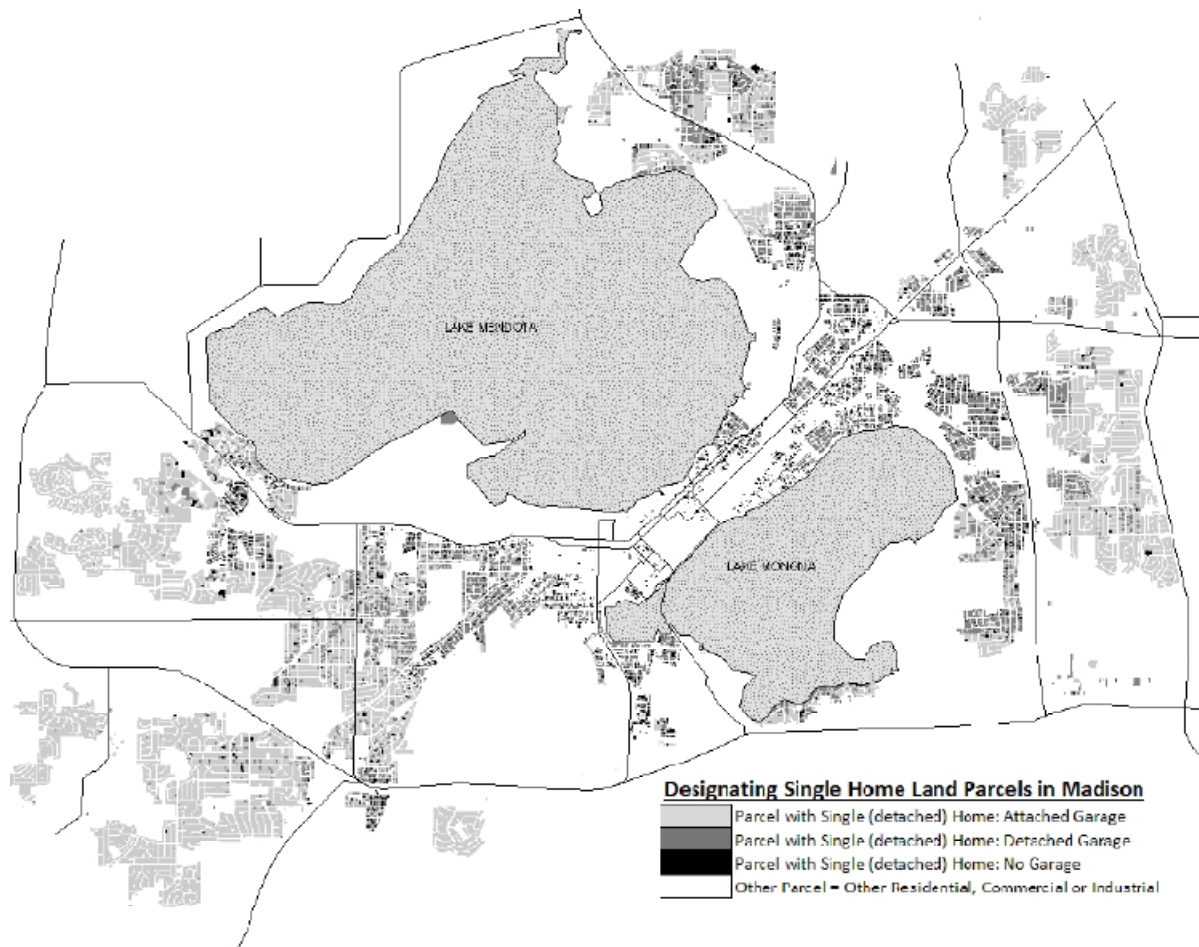 LAKE MENDOTA
LAKE MONONA
Designating Single Home Land Parcels in Madison
Parcel with Single (detached) Home: Attached Garage
Parcel with Single (detached) Home: Detached Garage
Parcel with Single (detached) Home: No Garage
Other Parcel = Other Residential, Commercial or Industrial